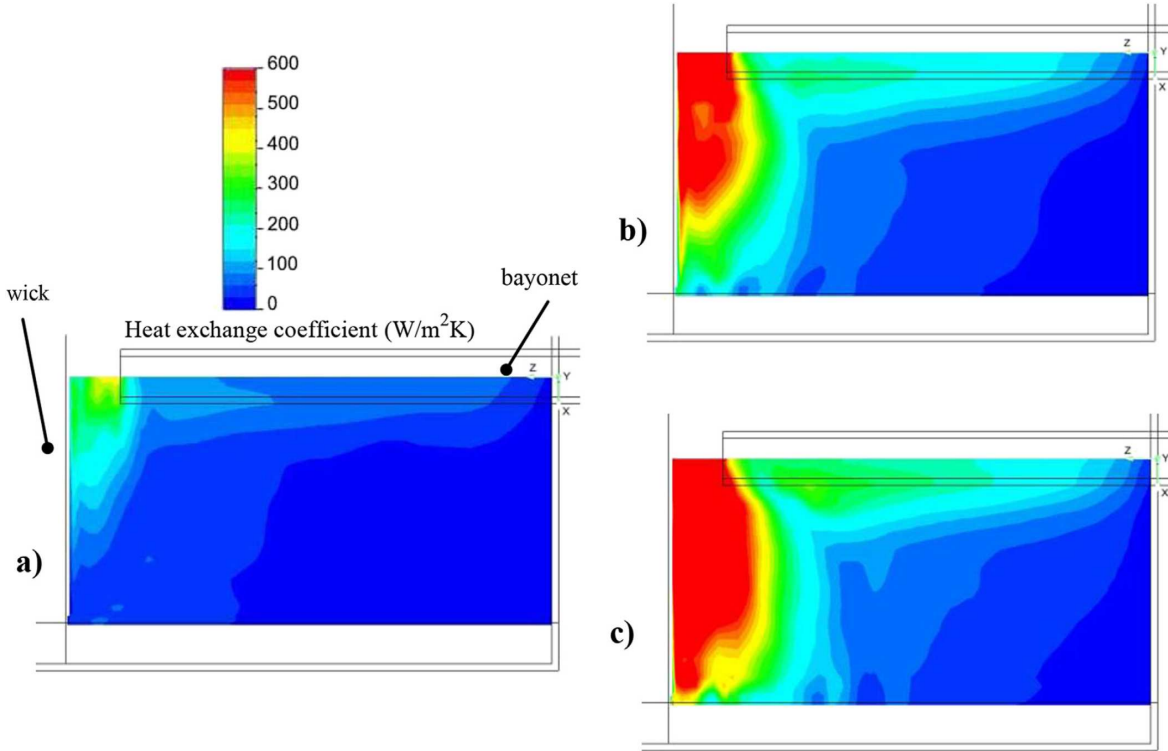 600
500
400
300
200
100
0
Heat exchange coefficient (W/m²K)
wick
bayonet
Z
Y
X
a)
Z
Y
X
b)
Z
Y
X
c)